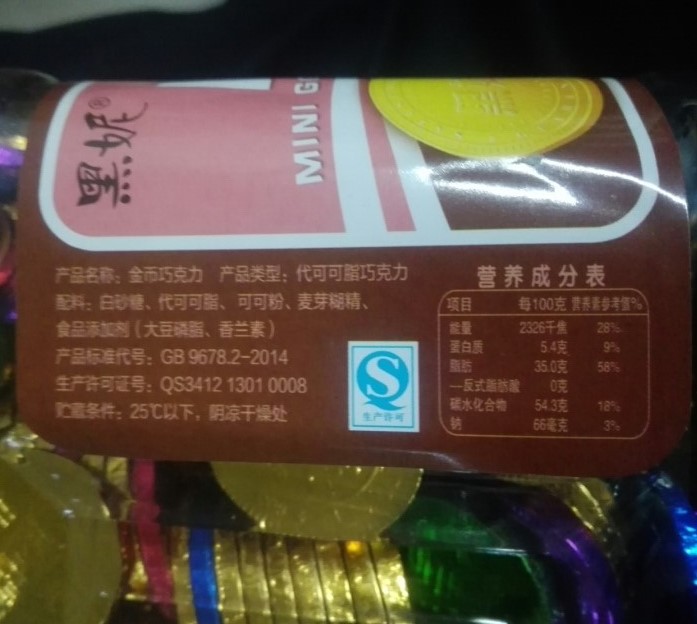 黑妮®
MINI G
产品名称：金币巧克力 产品类型：代可可脂巧克力
配料：白砂糖、代可可脂、可可粉、麦芽糊精、
食品添加剂（大豆磷脂、香兰素）
产品标准代号：GB 9678.2-2014
生产许可证号：QS3412 1301 0008
贮藏条件：25℃以下，阴凉干燥处
生产许可
营养成分表
项目 每100克 营养素参考值%
能量 2326千焦 28%
蛋白质 5.4克 9%
脂肪 35.0克 58%
—反式脂肪酸 0克
碳水化合物 54.3克 18%
钠 66毫克 3%